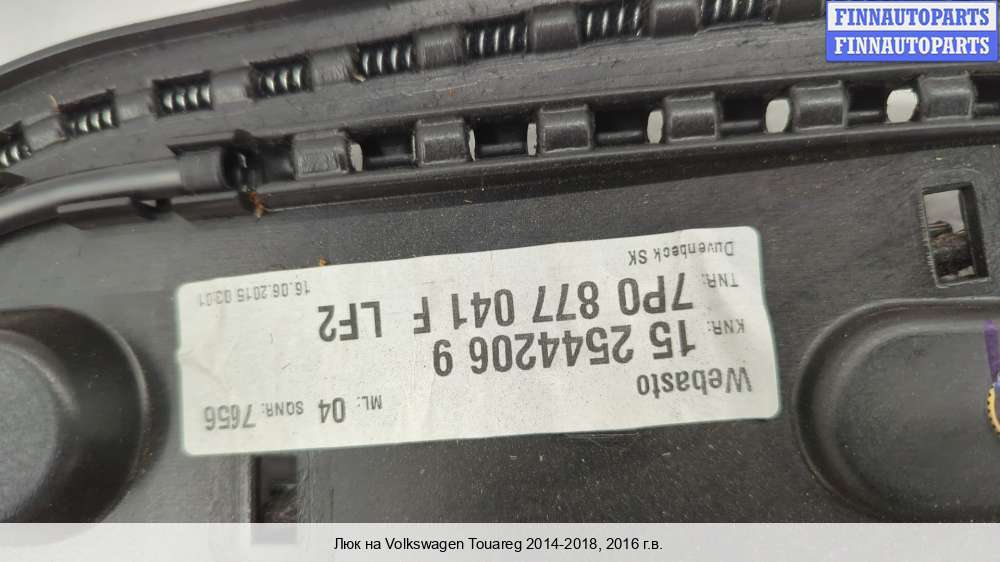 FINNAUTOPARTS
FINNAUTOPARTS
Webasto ML: 04 SQNR: 7656
KNR: 15 2544206 9
TNR: 7P0 877 041 F LF2
Duvenbeck SK 16.06.2015 03:01
Люк на Volkswagen Touareg 2014-2018, 2016 г.в.